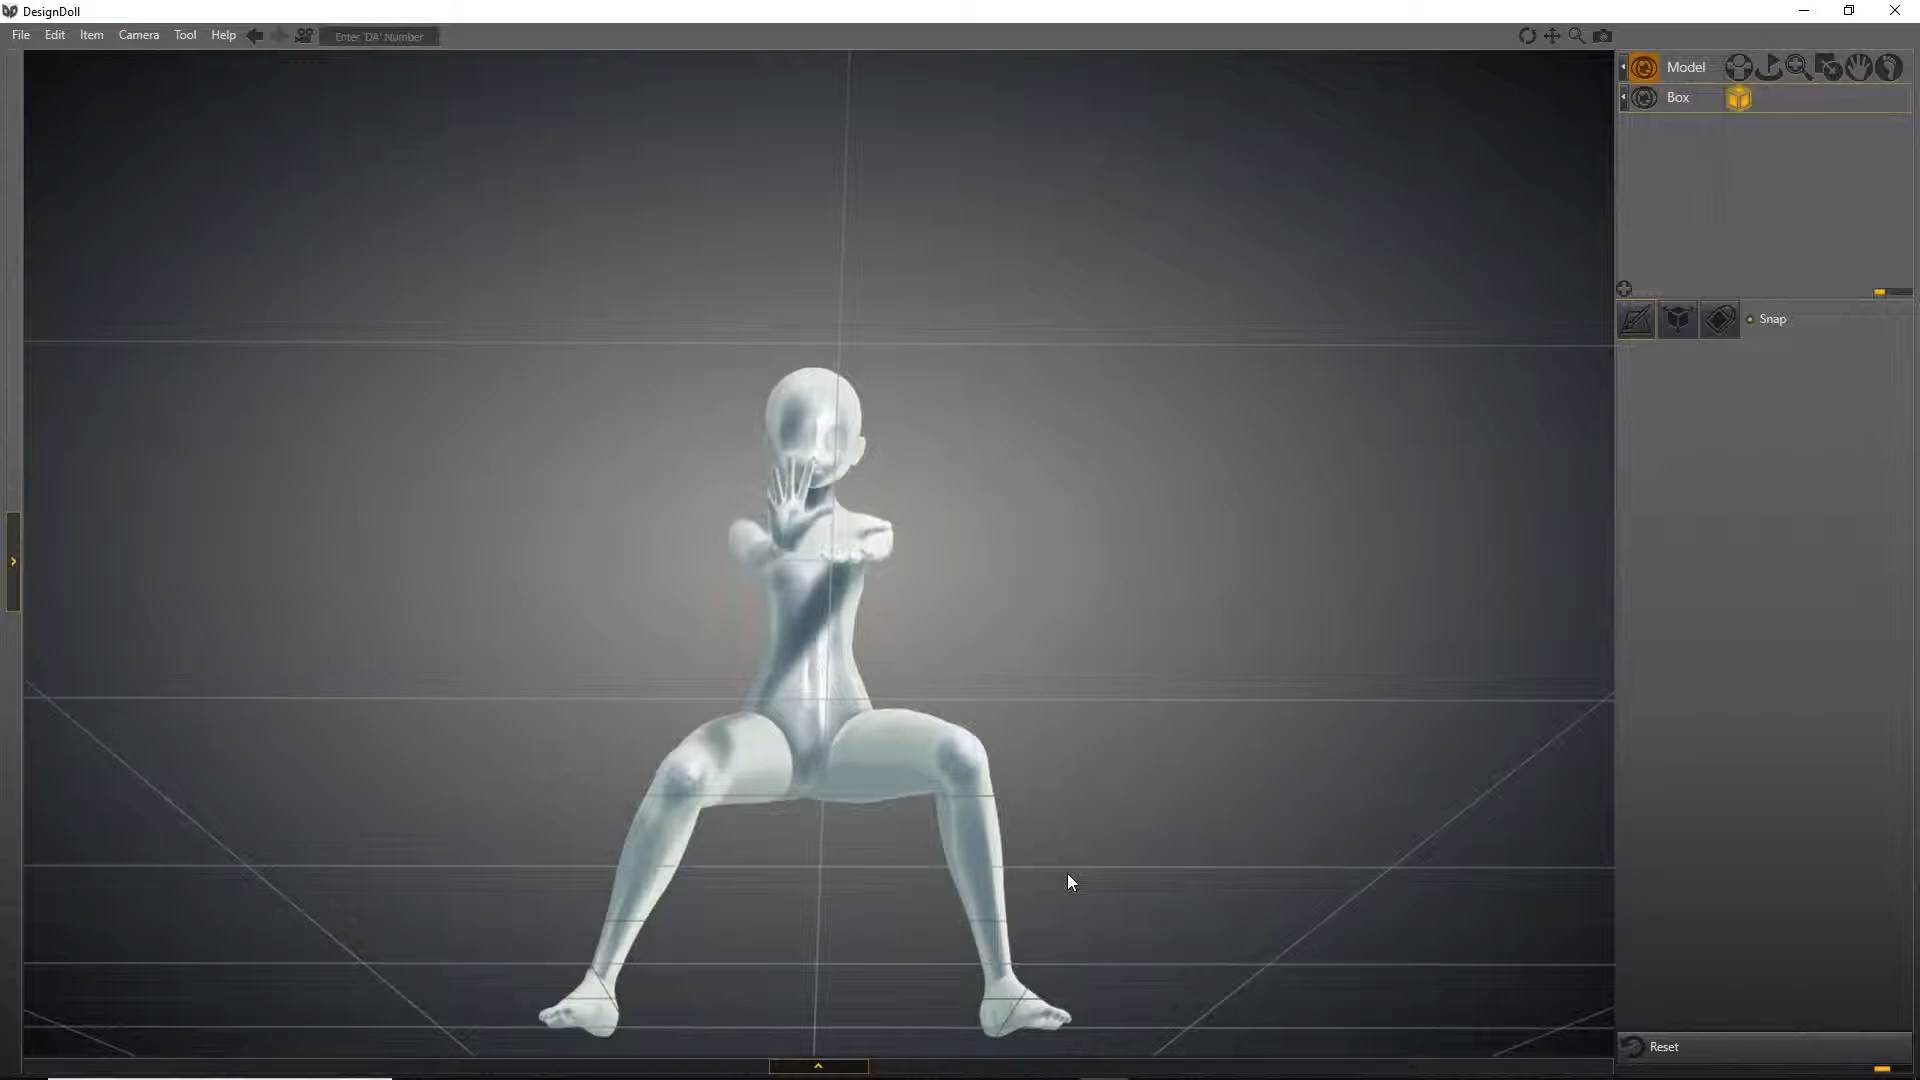 DesignDoll
File Edit Item Camera Tool Help Enter 'DA' Number
Model
Box
Snap
Reset